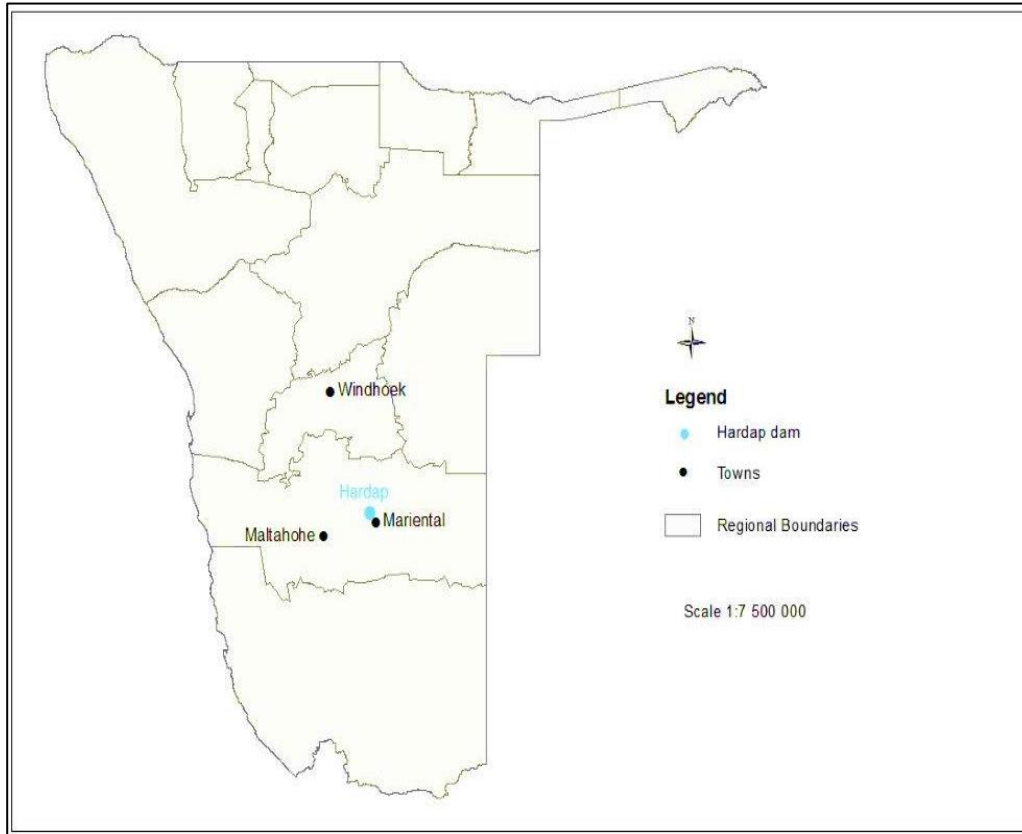 N
Windhoek
Legend
Hardap dam
Towns
Hardap
Mariental
Maltahohe
Regional Boundaries
Scale 1:7 500 000